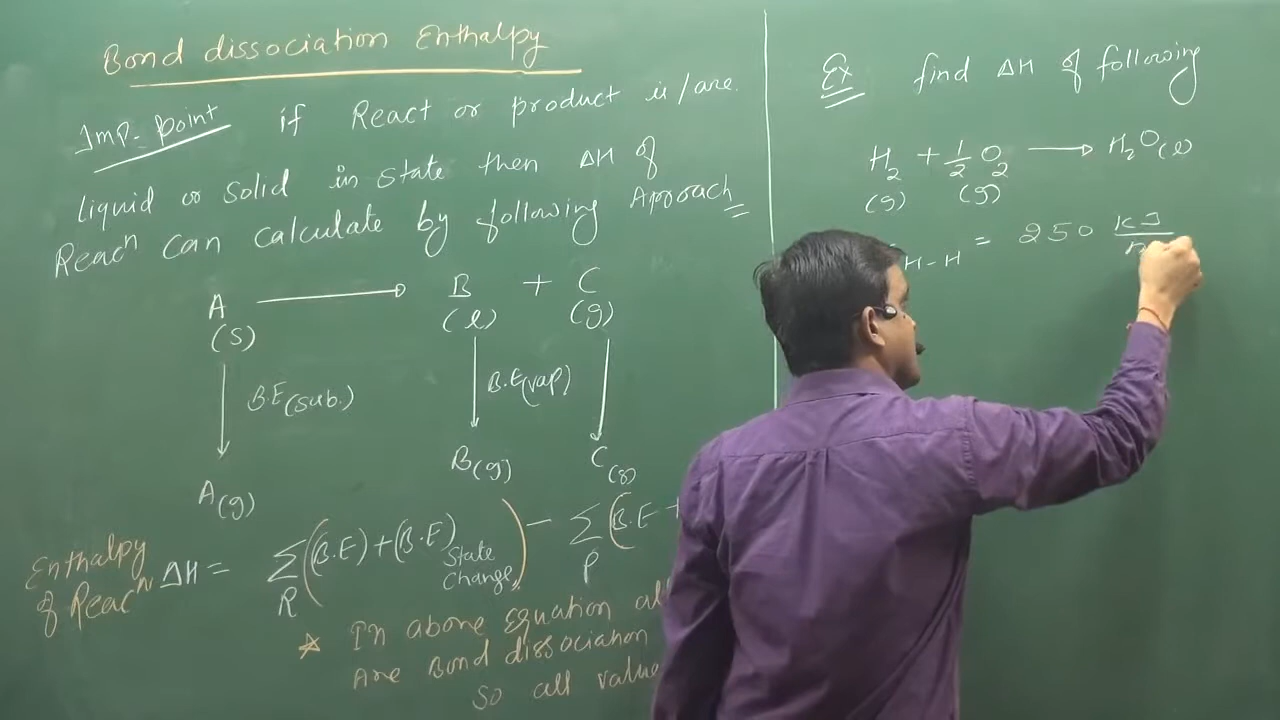 Bond dissociation Enthalpy
Imp- Point if React or product is/are.
liquid or solid in state then ΔH of
Reacⁿ can calculate by following Approach
A ⟶ B + C
(s) (l) (g)
B.E(sub.) B.E(vap)
A(g) B(g) C(g)
Enthalpy
of Reacⁿ ΔH = Σ_R ((B.E) + (B.E) State Change) − Σ_P (B.E +
* In above Equation all
are Bond dissociation
So all value
Ex find ΔH of following
H₂ + 1/2 O₂ ⟶ H₂O(l)
(g) (g)
H-H = 250 KJ